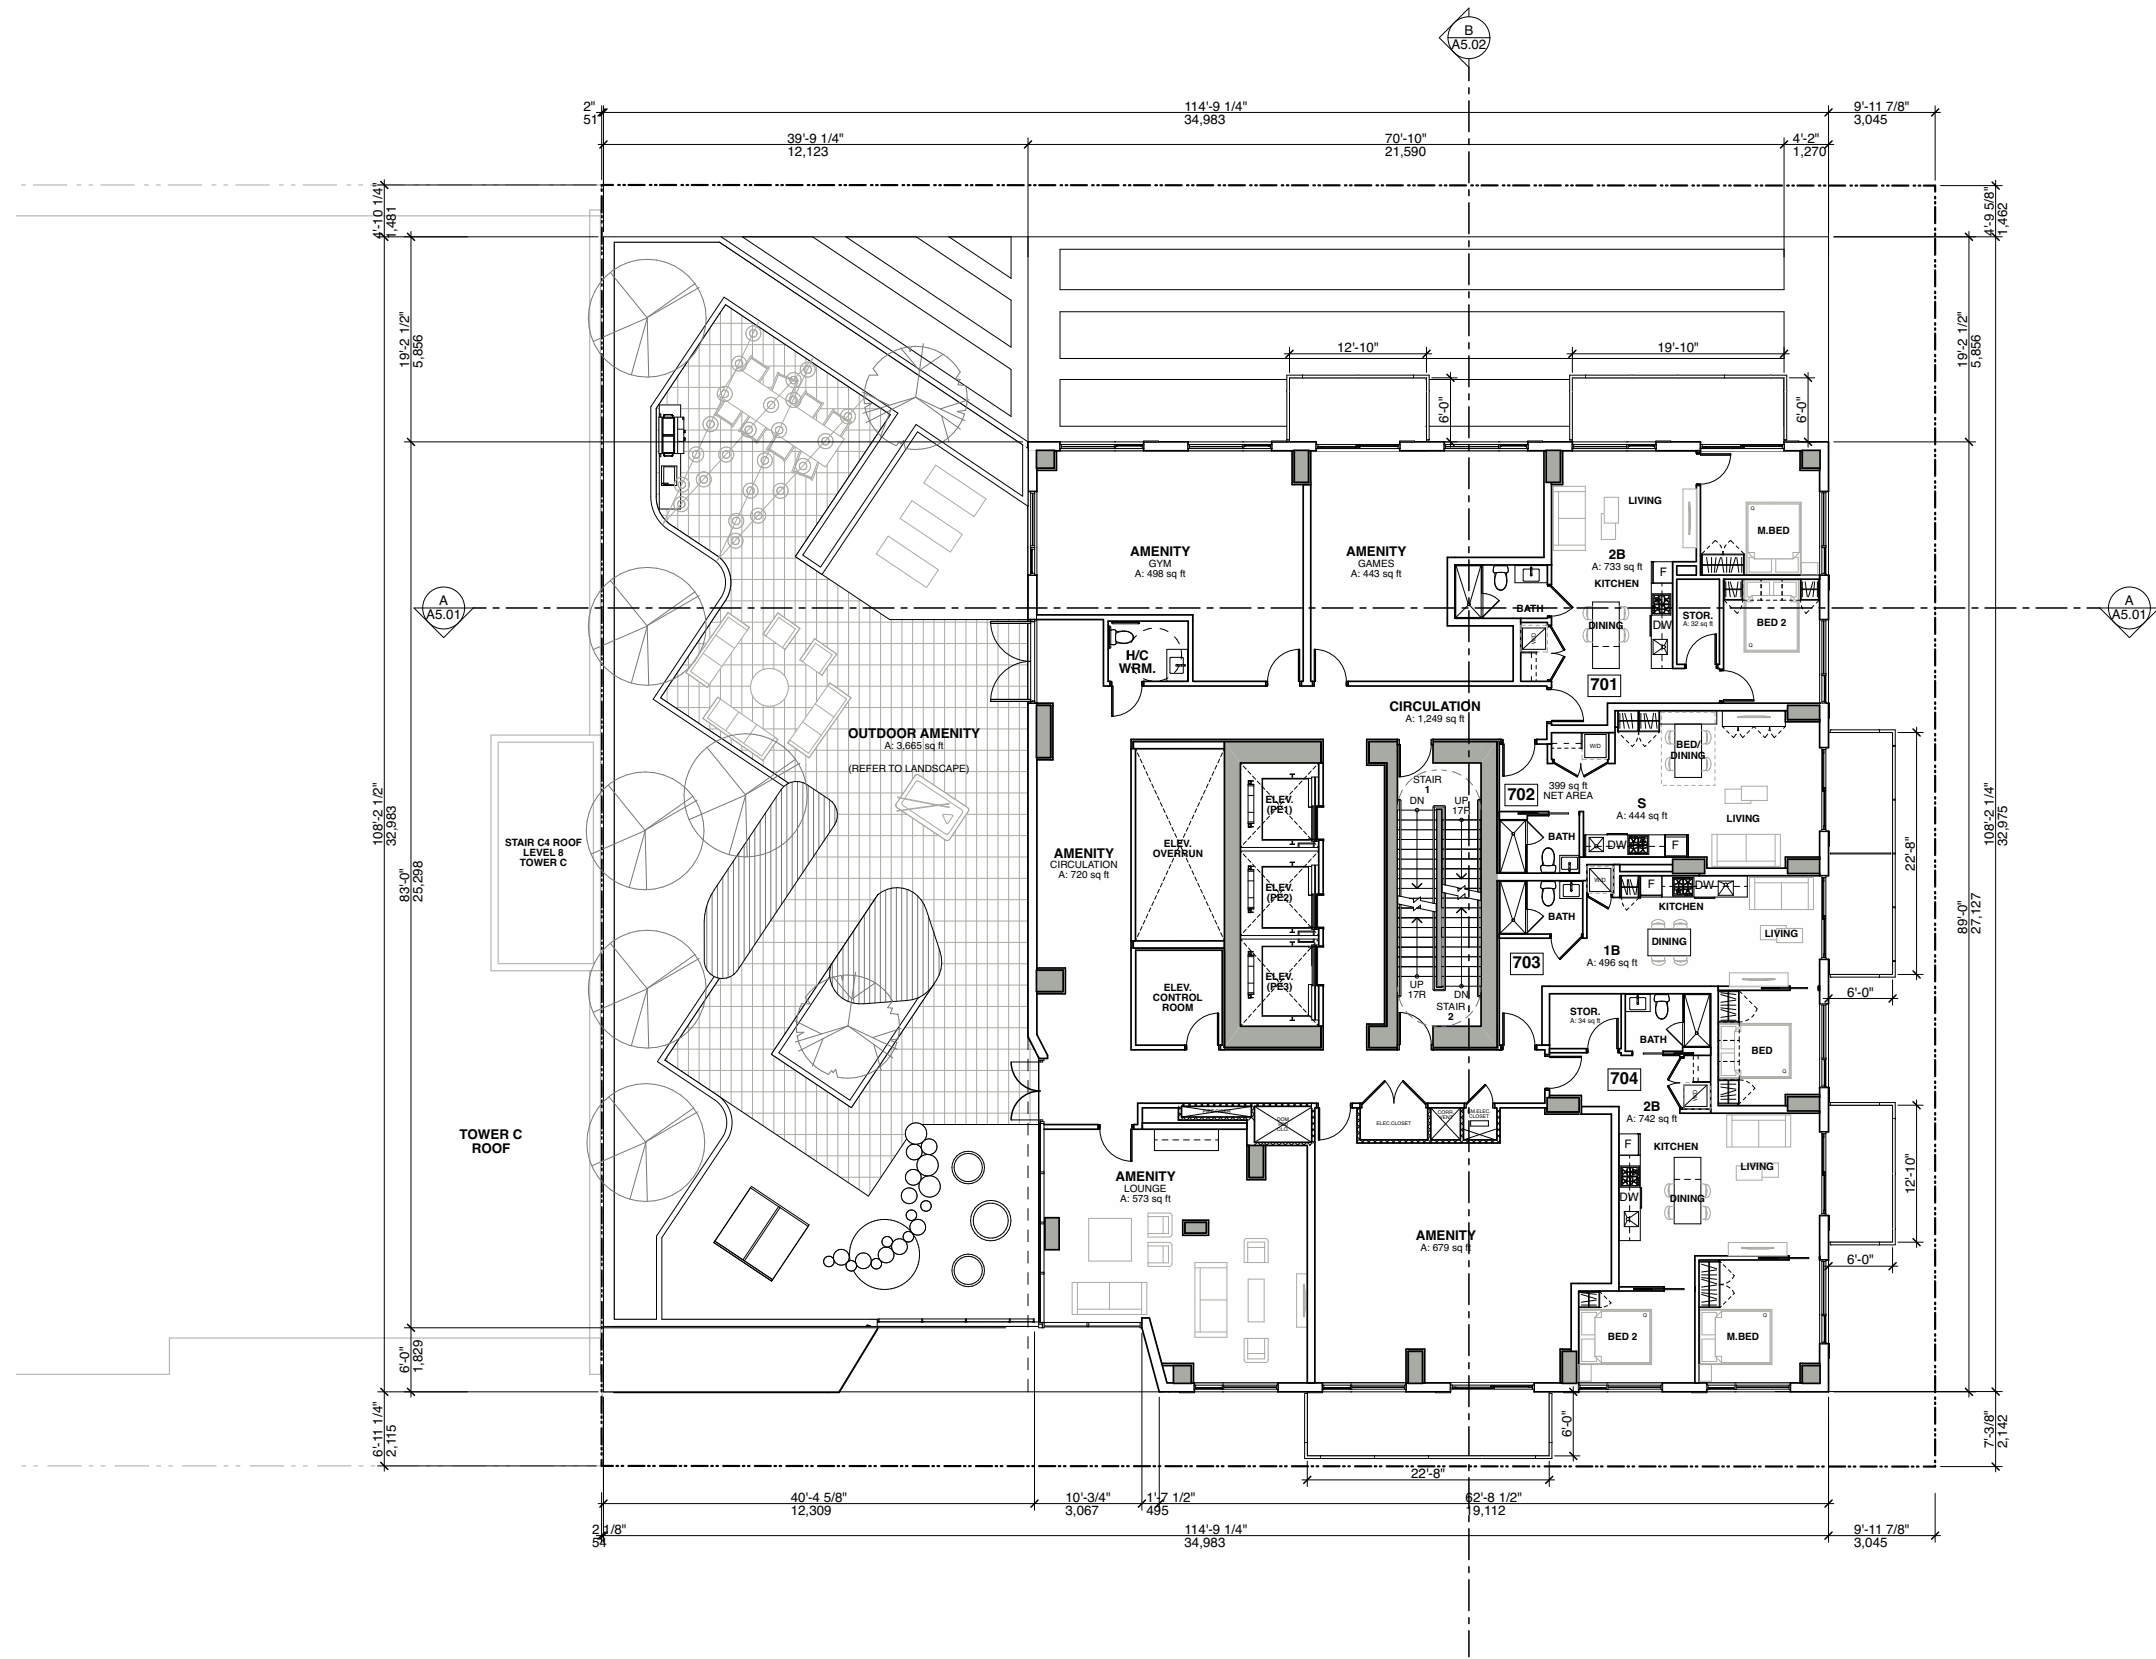 B
A5.02
2"
51
114'-9 1/4"
34,983
9'-11 7/8"
3,045
39'-9 1/4"
12,123
70'-10"
21,590
4'-2"
1,270
4'-10 1/4"
1,481
4'-9 5/8"
1,462
19'-2 1/2"
5,856
19'-2 1/2"
5,856
12'-10"
19'-10"
6'-0"
6'-0"
LIVING
M.BED
AMENITY
GYM
A: 498 sq ft
AMENITY
GAMES
A: 443 sq ft
2B
A: 733 sq ft
KITCHEN
F
BATH
DINING
DW
STOR.
A: 32 sq ft
BED 2
W/D
A
A5.01
A
A5.01
H/C
WRM.
701
CIRCULATION
A: 1,249 sq ft
OUTDOOR AMENITY
A: 3,665 sq ft
(REFER TO LANDSCAPE)
BED/
DINING
W/D
399 sq ft
NET AREA
702
S
A: 444 sq ft
LIVING
BATH
DW
F
STAIR
1
DN
UP
17R
ELEV.
(PE1)
ELEV.
OVERRUN
AMENITY
CIRCULATION
A: 720 sq ft
STAIR C4 ROOF
LEVEL 8
TOWER C
108'-2 1/2"
32,983
83'-0"
25,298
22'-8"
108'-2 1/4"
32,975
89'-0"
27,127
ELEV.
(PE2)
BATH
W/D
F
DW
KITCHEN
DINING
LIVING
1B
A: 496 sq ft
703
ELEV.
(PE3)
ELEV.
CONTROL
ROOM
UP
17R
DN
STAIR
2
6'-0"
STOR.
A: 34 sq ft
BATH
BED
704
W/D
2B
A: 742 sq ft
ELEC.CLOSET
TOWER C
ROOF
AMENITY
LOUNGE
A: 573 sq ft
F
KITCHEN
LIVING
DW
DINING
12'-10"
AMENITY
A: 679 sq ft
6'-0"
BED 2
M.BED
6'-0"
1,829
6'-11 1/4"
2,115
6'-0"
7'-3/8"
2,142
22'-8"
40'-4 5/8"
12,309
10'-3/4"
3,067
1'-7 1/2"
495
62'-8 1/2"
19,112
2 1/8"
54
114'-9 1/4"
34,983
9'-11 7/8"
3,045